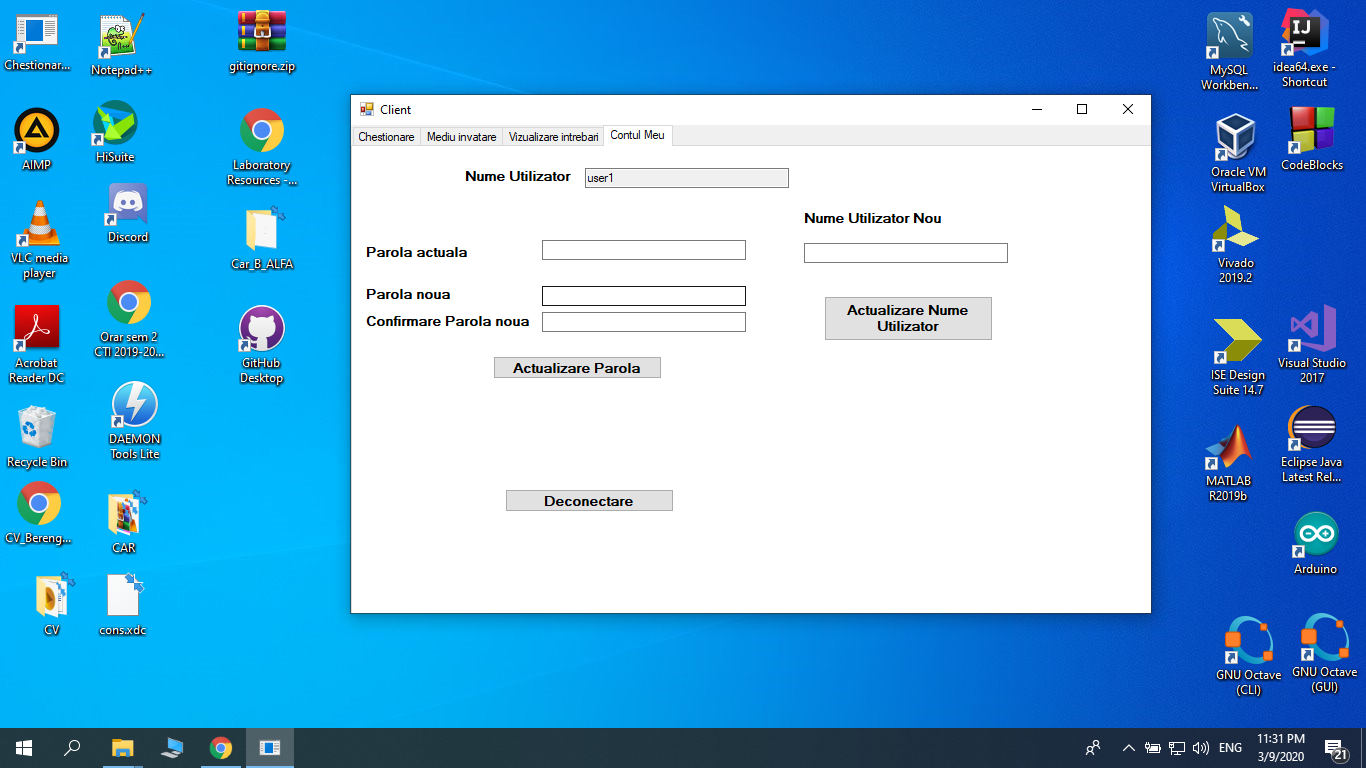 Chestionar...
Notepad++
gitignore.zip
AIMP
HiSuite
Laboratory
Resources -...
VLC media
player
Discord
Car_B_ALFA
Acrobat
Reader DC
Orar sem 2
CTI 2019-20...
GitHub
Desktop
Recycle Bin
DAEMON
Tools Lite
CV_Bereng...
CAR
CV
cons.xdc
Client
Chestionare
Mediu invatare
Vizualizare intrebari
Contul Meu
Nume Utilizator
user1
Nume Utilizator Nou
Parola actuala
Parola noua
Confirmare Parola noua
Actualizare Nume
Utilizator
Actualizare Parola
Deconectare
MySQL
Workben...
IJ
idea64.exe -
Shortcut
Oracle VM
VirtualBox
CodeBlocks
Vivado
2019.2
ISE Design
Suite 14.7
Visual Studio
2017
MATLAB
R2019b
Eclipse Java
Latest Rel...
Arduino
GNU Octave
(CLI)
GNU Octave
(GUI)
ENG
11:31 PM
3/9/2020
21